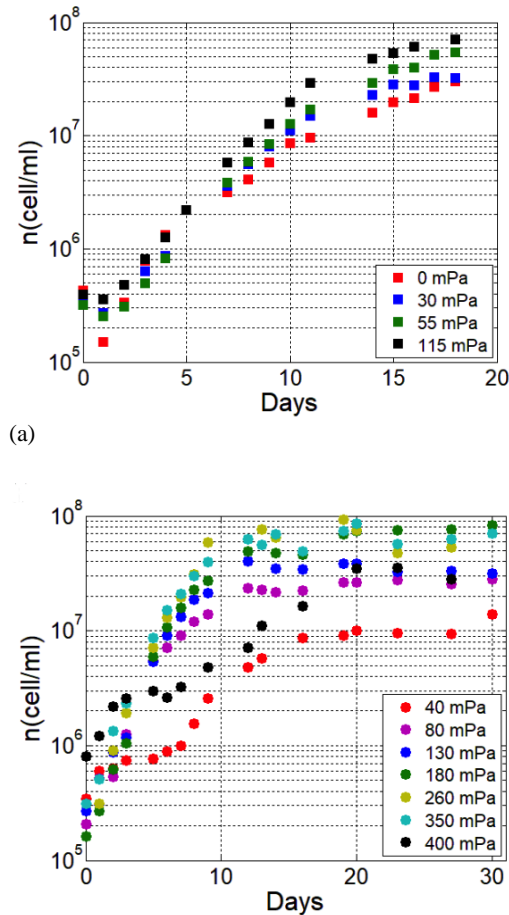 10^8
10^7
10^6
10^5
n(cell/ml)
0 5 10 15 20
Days
0 mPa
30 mPa
55 mPa
115 mPa
(a)
10^8
10^7
10^6
10^5
n(cell/ml)
0 10 20 30
Days
40 mPa
80 mPa
130 mPa
180 mPa
260 mPa
350 mPa
400 mPa